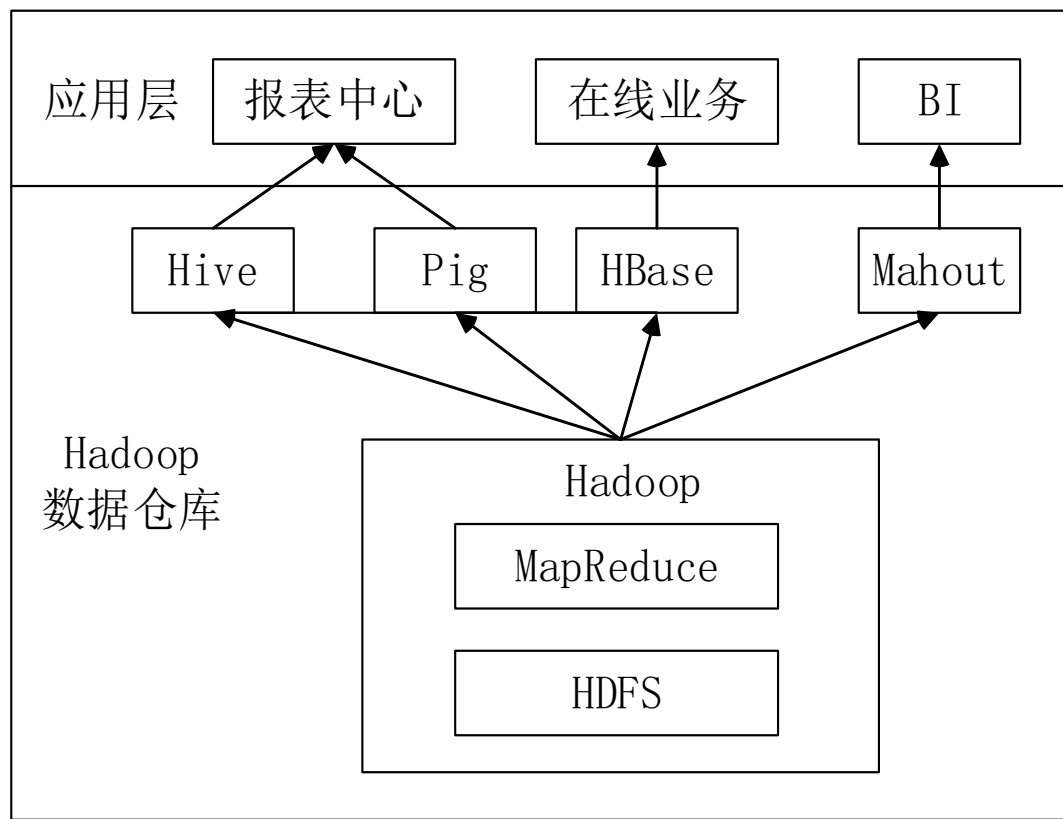 应用层
报表中心
在线业务
BI
Hive
Pig
HBase
Mahout
Hadoop
数据仓库
Hadoop
MapReduce
HDFS